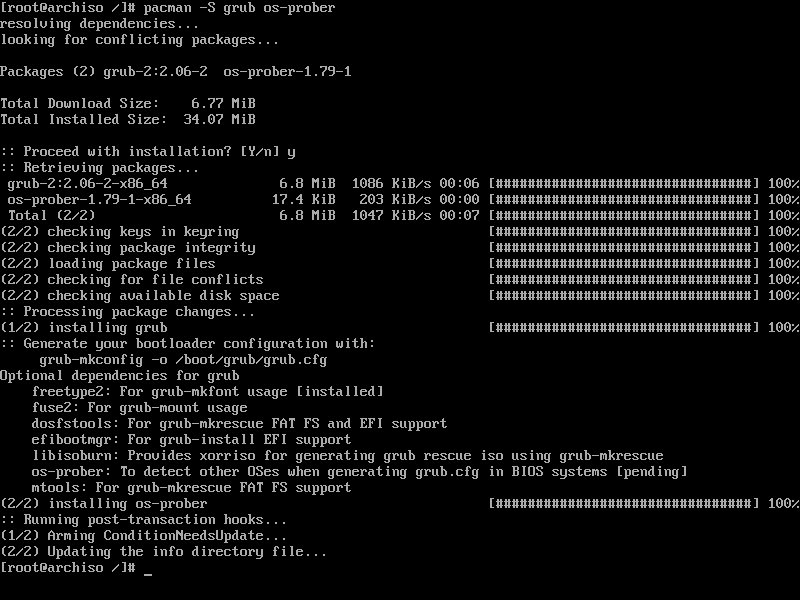 [root@archiso /]# pacman -S grub os-prober
resolving dependencies...
looking for conflicting packages...
Packages (2) grub-2:2.06-2  os-prober-1.79-1
Total Download Size:    6.77 MiB
Total Installed Size:  34.07 MiB
:: Proceed with installation? [Y/n] y
:: Retrieving packages...
 grub-2:2.06-2-x86_64              6.8 MiB  1086 KiB/s 00:06 [################################] 100%
 os-prober-1.79-1-x86_64          17.4 KiB   203 KiB/s 00:00 [################################] 100%
 Total (2/2)                       6.8 MiB  1047 KiB/s 00:07 [################################] 100%
(2/2) checking keys in keyring                               [################################] 100%
(2/2) checking package integrity                             [################################] 100%
(2/2) loading package files                                  [################################] 100%
(2/2) checking for file conflicts                            [################################] 100%
(2/2) checking available disk space                          [################################] 100%
:: Processing package changes...
(1/2) installing grub                                        [################################] 100%
:: Generate your bootloader configuration with:
     grub-mkconfig -o /boot/grub/grub.cfg
Optional dependencies for grub
    freetype2: For grub-mkfont usage [installed]
    fuse2: For grub-mount usage
    dosfstools: For grub-mkrescue FAT FS and EFI support
    efibootmgr: For grub-install EFI support
    libisoburn: Provides xorriso for generating grub rescue iso using grub-mkrescue
    os-prober: To detect other OSes when generating grub.cfg in BIOS systems [pending]
    mtools: For grub-mkrescue FAT FS support
(2/2) installing os-prober                                   [################################] 100%
:: Running post-transaction hooks...
(1/2) Arming ConditionNeedsUpdate...
(2/2) Updating the info directory file...
[root@archiso /]# _